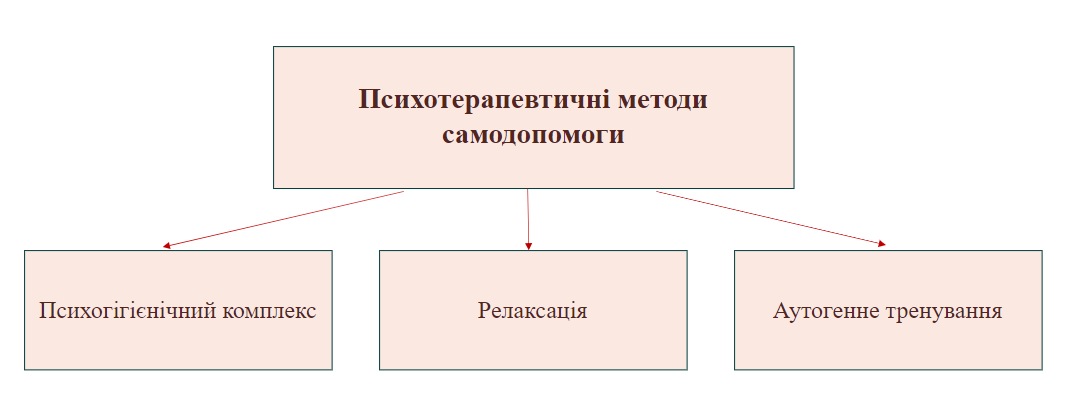 Психотерапевтичні методи
самодопомоги
Психогігієнічний комплекс
Релаксація
Аутогенне тренування